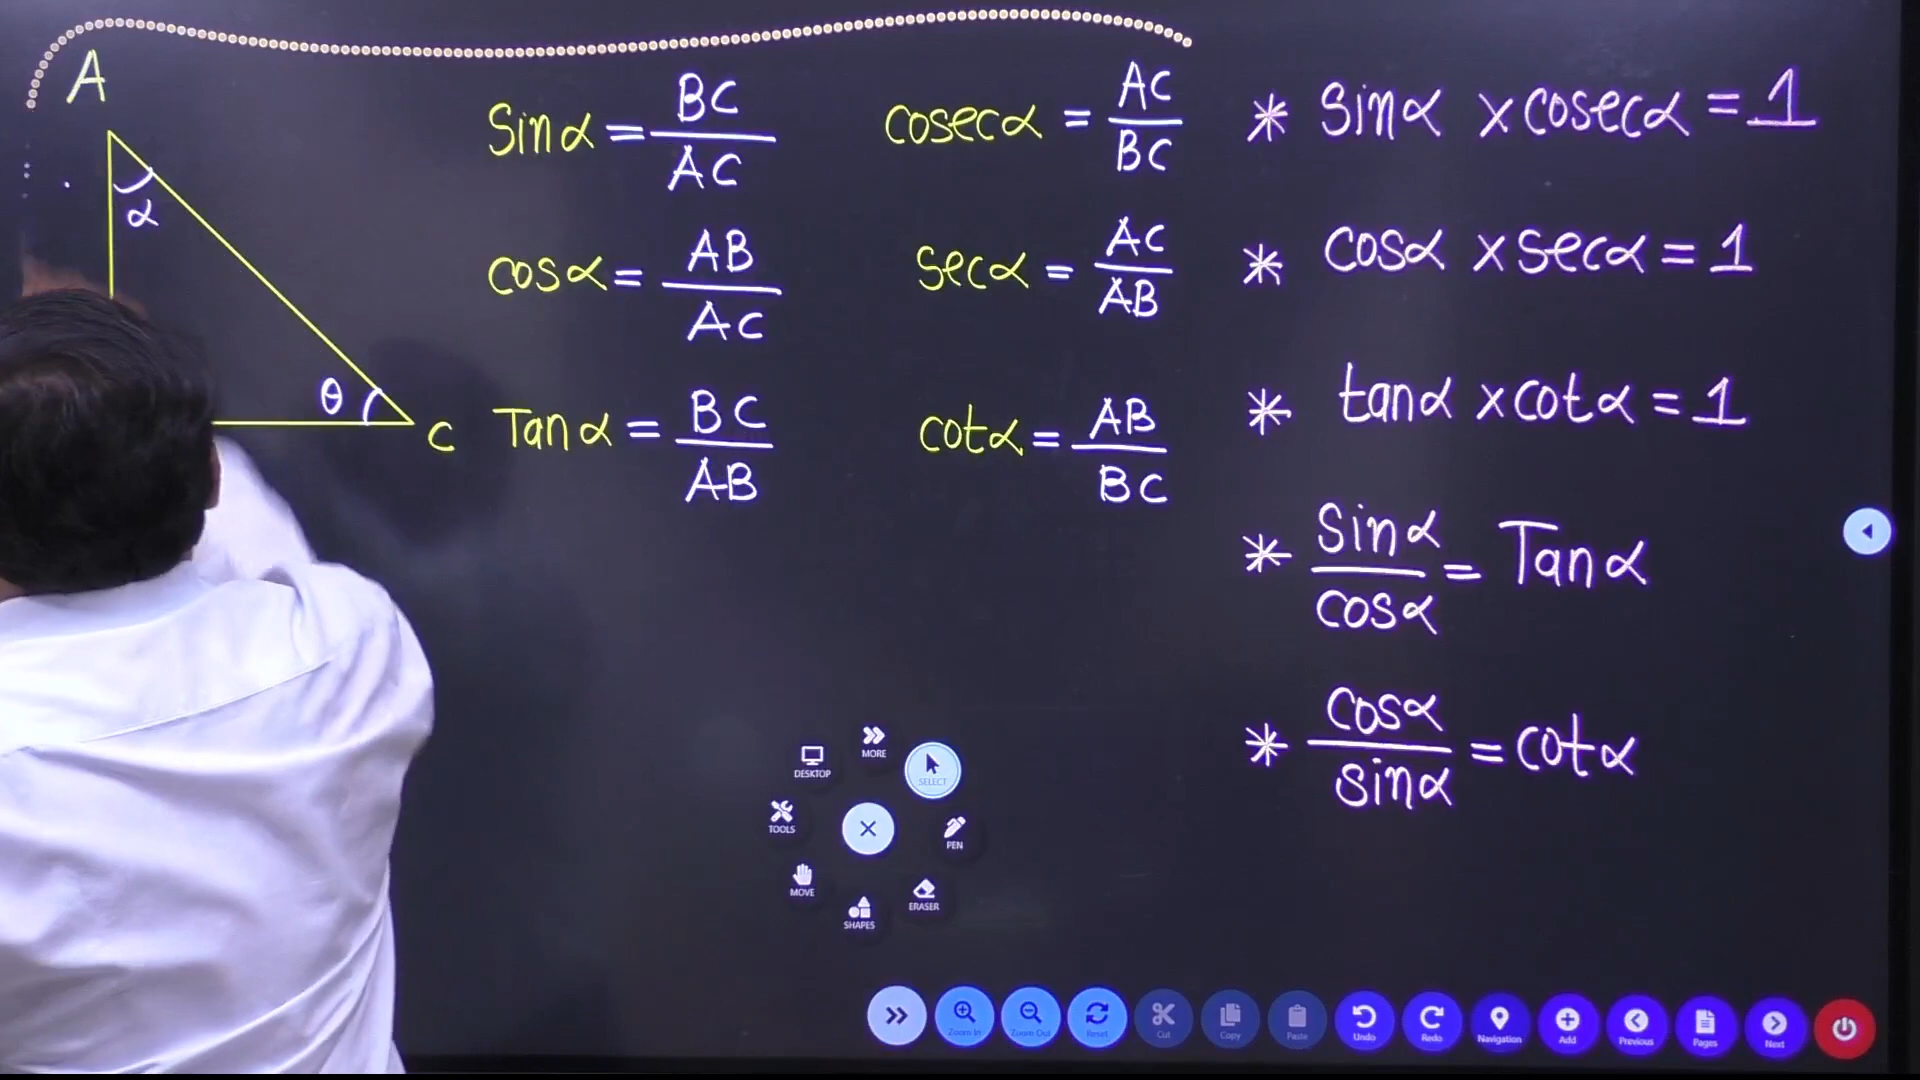 A
α
θ
C
Sinα = BC / AC
cosα = AB / AC
Tanα = BC / AB
cosecα = AC / BC
secα = AC / AB
cotα = AB / BC
* sinα × cosecα = 1
* cosα × secα = 1
* tanα × cotα = 1
* sinα / cosα = Tanα
* cosα / sinα = cotα
MORE
DESKTOP
SELECT
TOOLS
PEN
MOVE
ERASER
SHAPES
Zoom In
Zoom Out
Reset
Cut
Copy
Paste
Undo
Redo
Navigation
Add
Previous
Pages
Next